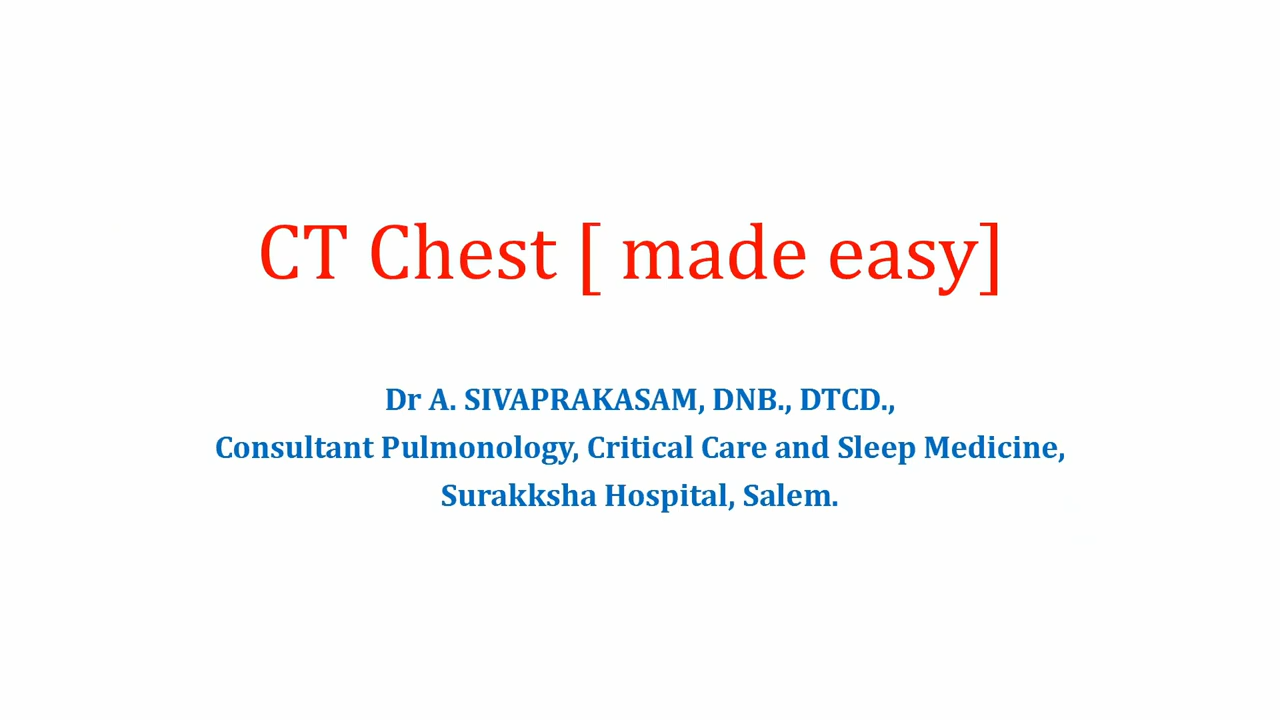 CT Chest [ made easy]
Dr A. SIVAPRAKASAM, DNB., DTCD.,
Consultant Pulmonology, Critical Care and Sleep Medicine,
Surakksha Hospital, Salem.